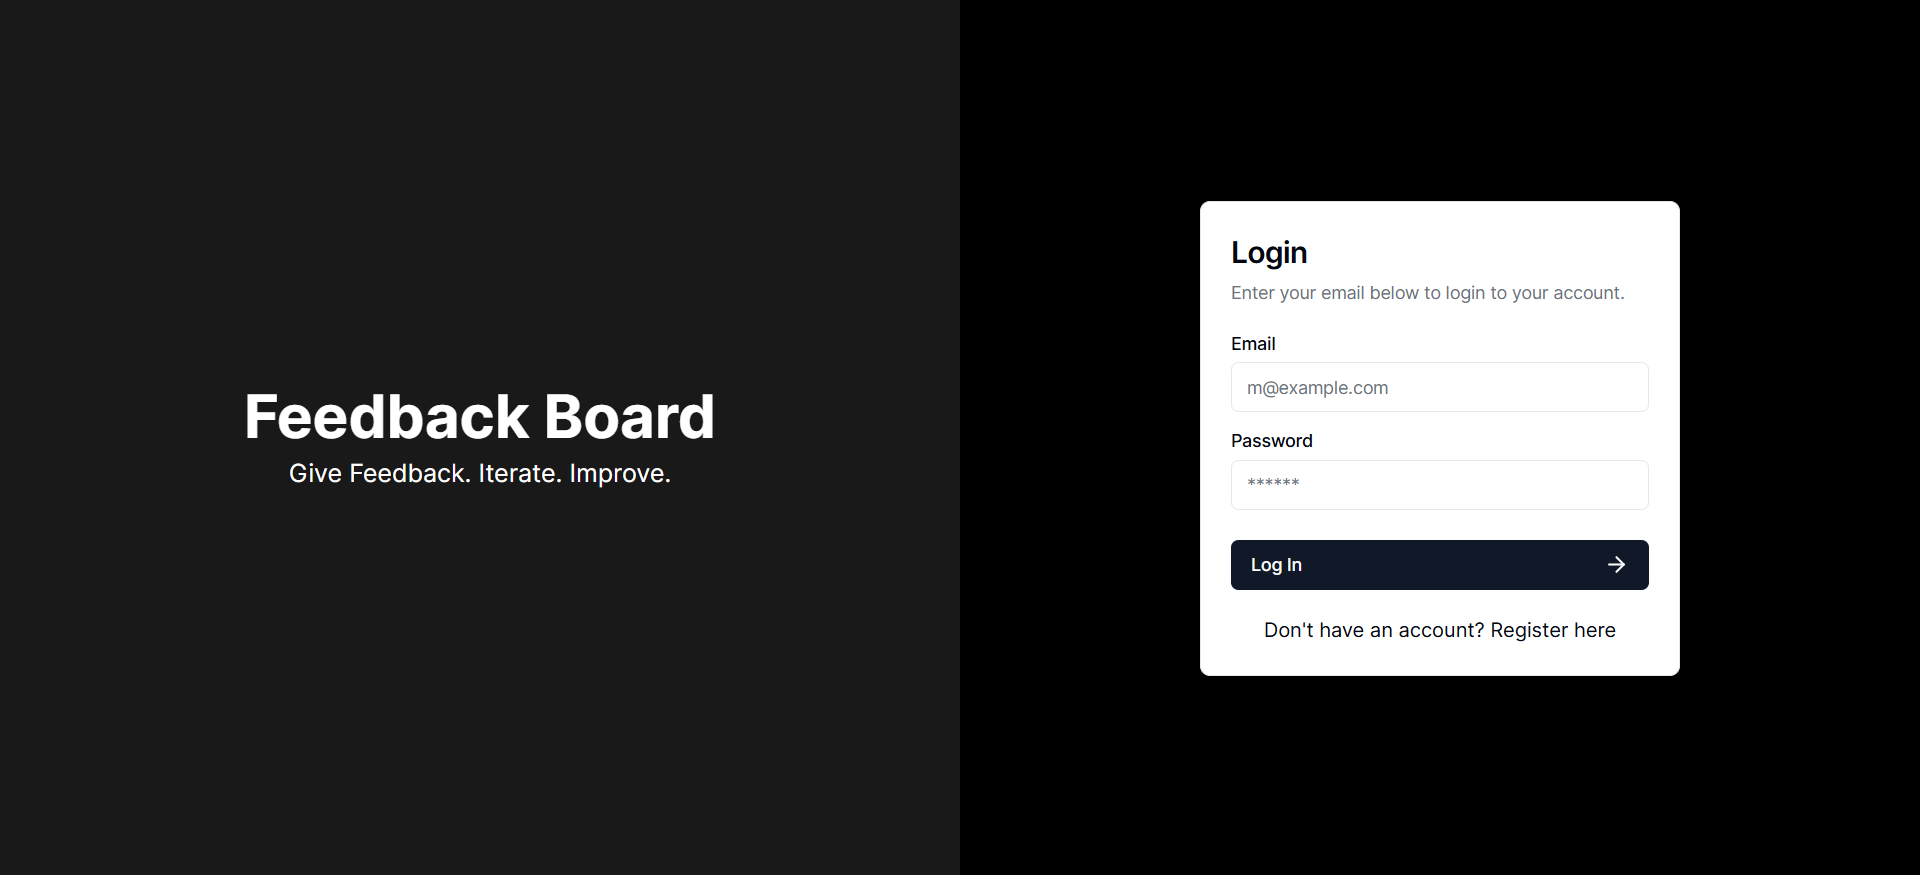 Feedback Board
Give Feedback. Iterate. Improve.
Login
Enter your email below to login to your account.
Email
m@example.com
Password
******
Log In
Don't have an account? Register here